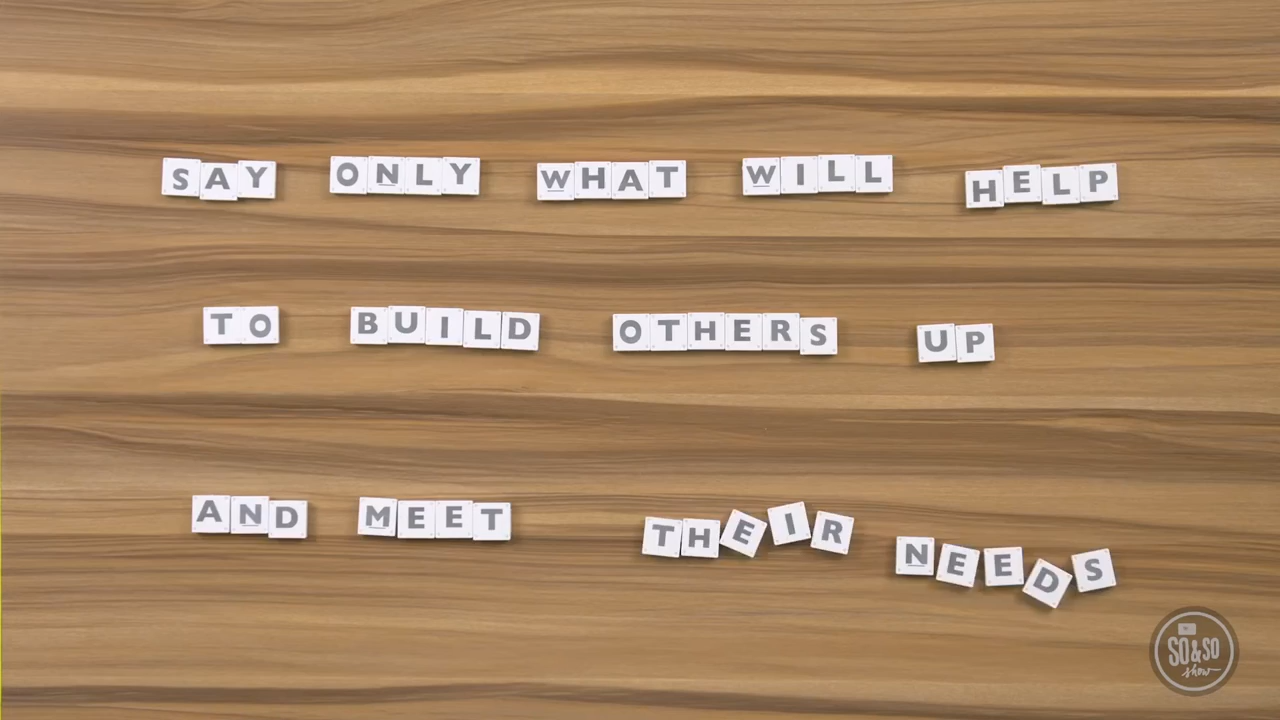 SAY ONLY WHAT WILL HELP
TO BUILD OTHERS UP
AND MEET THEIR NEEDS
SO & SO
show